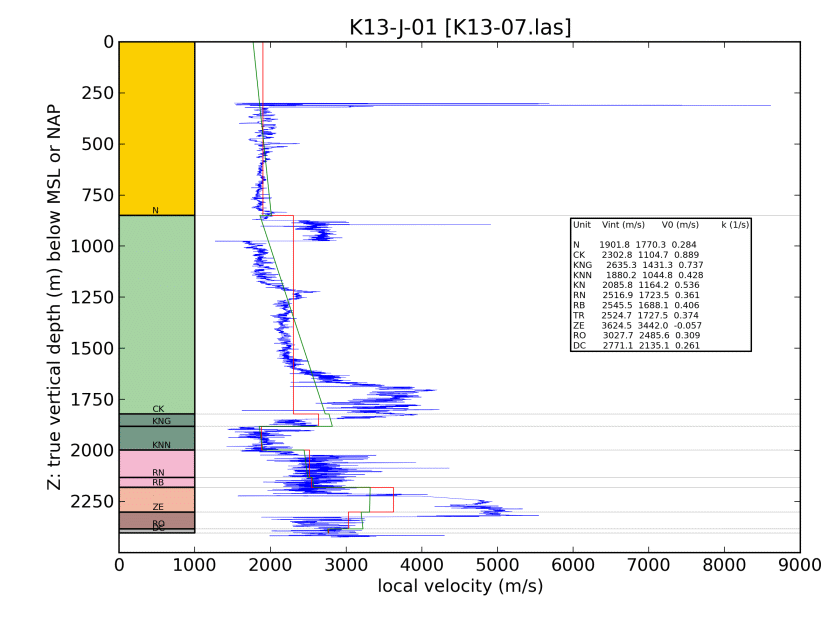 K13-J-01 [K13-07.las]
Z: true vertical depth (m) below MSL or NAP
0
250
500
750
1000
1250
1500
1750
2000
2250
N
CK
KNG
KNN
RN
RB
ZE
RO
DC
Unit Vint (m/s) V0 (m/s) k (1/s)
N 1901.8 1770.3 0.284
CK 2302.8 1104.7 0.889
KNG 2635.3 1431.3 0.737
KNN 1880.2 1044.8 0.428
KN 2085.8 1164.2 0.536
RN 2516.9 1723.5 0.361
RB 2545.5 1688.1 0.406
TR 2524.7 1727.5 0.374
ZE 3624.5 3442.0 -0.057
RO 3027.7 2485.6 0.309
DC 2771.1 2135.1 0.261
0 1000 2000 3000 4000 5000 6000 7000 8000 9000
local velocity (m/s)